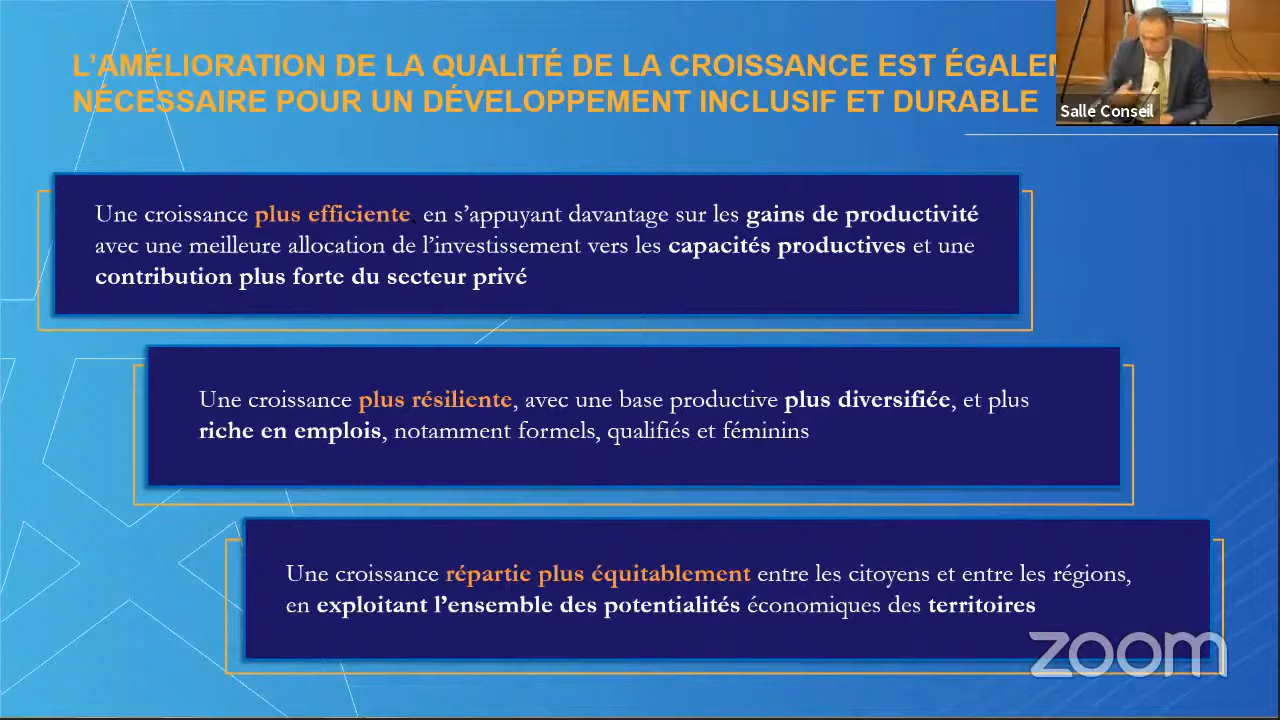 L'AMÉLIORATION DE LA QUALITÉ DE LA CROISSANCE EST ÉGALEM
NÉCESSAIRE POUR UN DÉVELOPPEMENT INCLUSIF ET DURABLE
Salle Conseil
Une croissance plus efficiente, en s'appuyant davantage sur les gains de productivité
avec une meilleure allocation de l'investissement vers les capacités productives et une
contribution plus forte du secteur privé
Une croissance plus résiliente, avec une base productive plus diversifiée, et plus
riche en emplois, notamment formels, qualifiés et féminins
Une croissance répartie plus équitablement entre les citoyens et entre les régions,
en exploitant l'ensemble des potentialités économiques des territoires
zoom